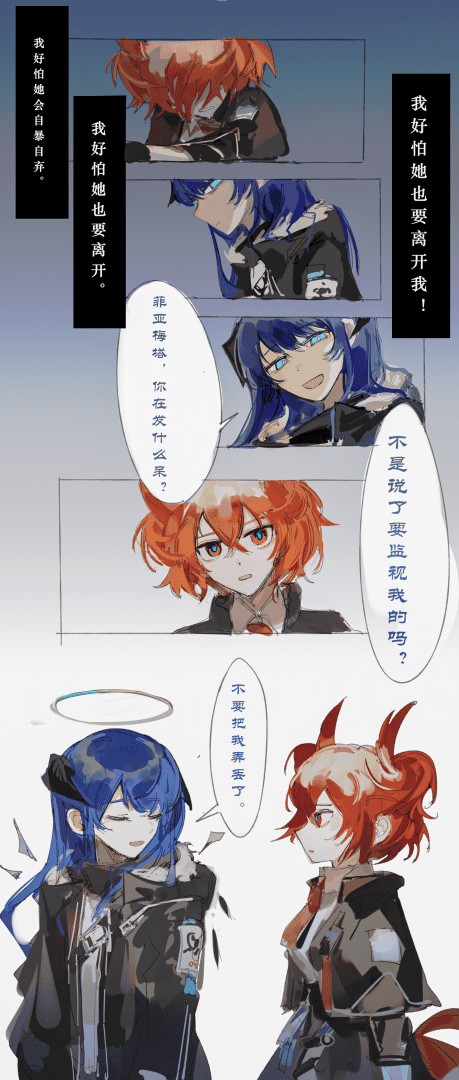 我好怕她会自暴自弃。
我好怕她也要离开。
我好怕她也要离开我！
菲亚梅塔，你在发什么呆？
不是说了要监视我的吗？
不要把我弄丢了。